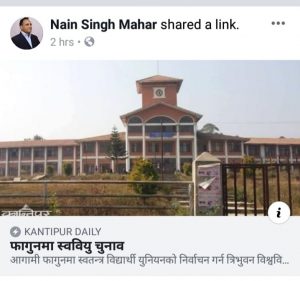 Nain Singh Mahar shared a link.
2 hrs •
कान्तिपुर
i
KANTIPUR DAILY
फागुनमा स्ववियु चुनाव
आगामी फागुनमा स्वतन्त्र विद्यार्थी युनियनको निर्वाचन गर्न त्रिभुवन विश्ववि...